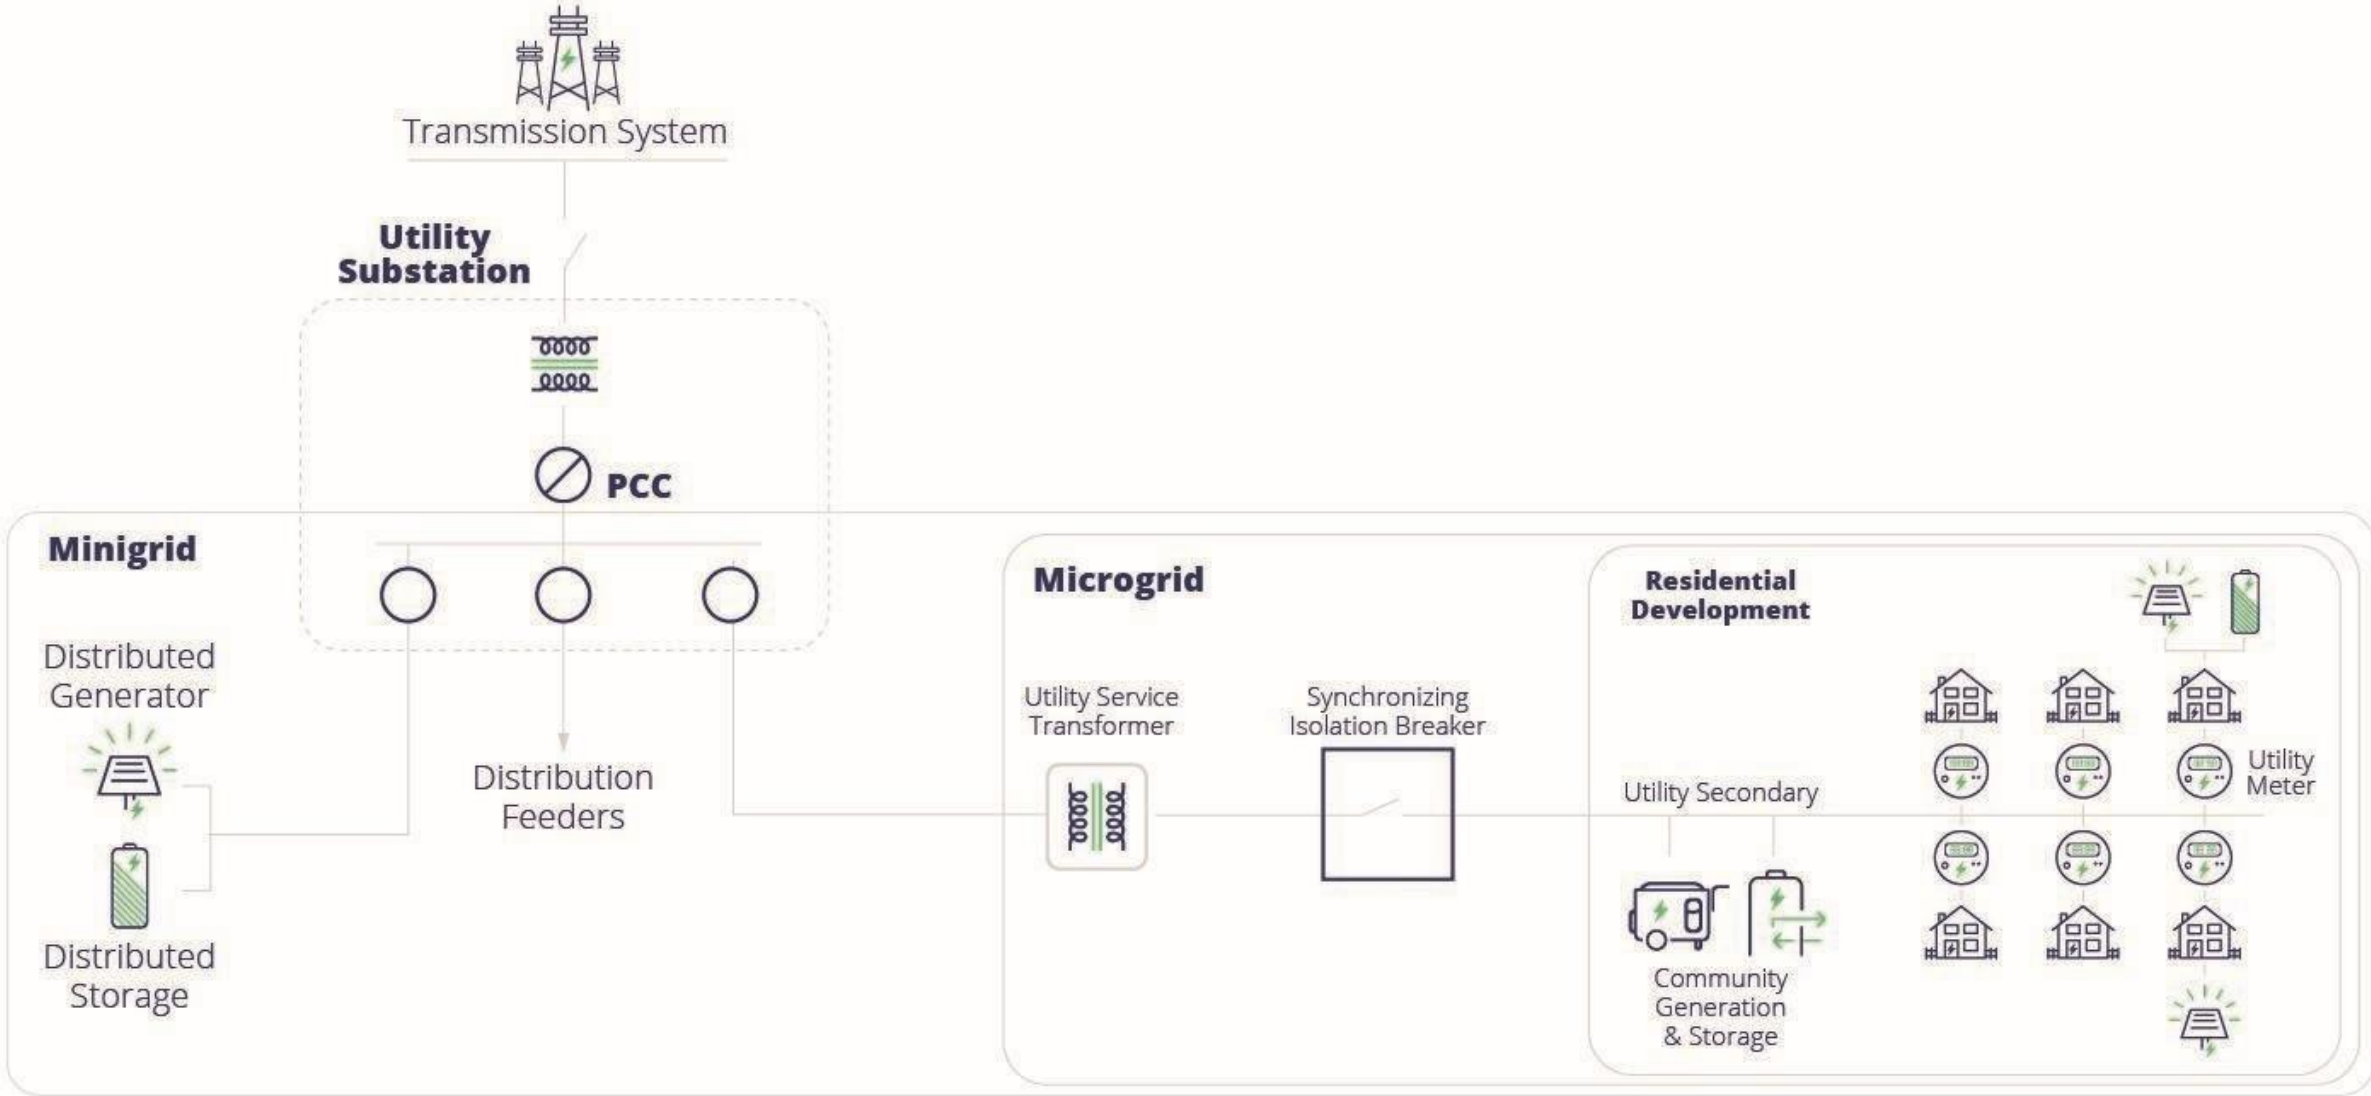 Transmission System
Utility
Substation
PCC
Minigrid
Distributed
Generator
Distributed
Storage
Distribution
Feeders
Microgrid
Utility Service
Transformer
Synchronizing
Isolation Breaker
Residential
Development
Utility Secondary
Community
Generation
& Storage
Utility
Meter